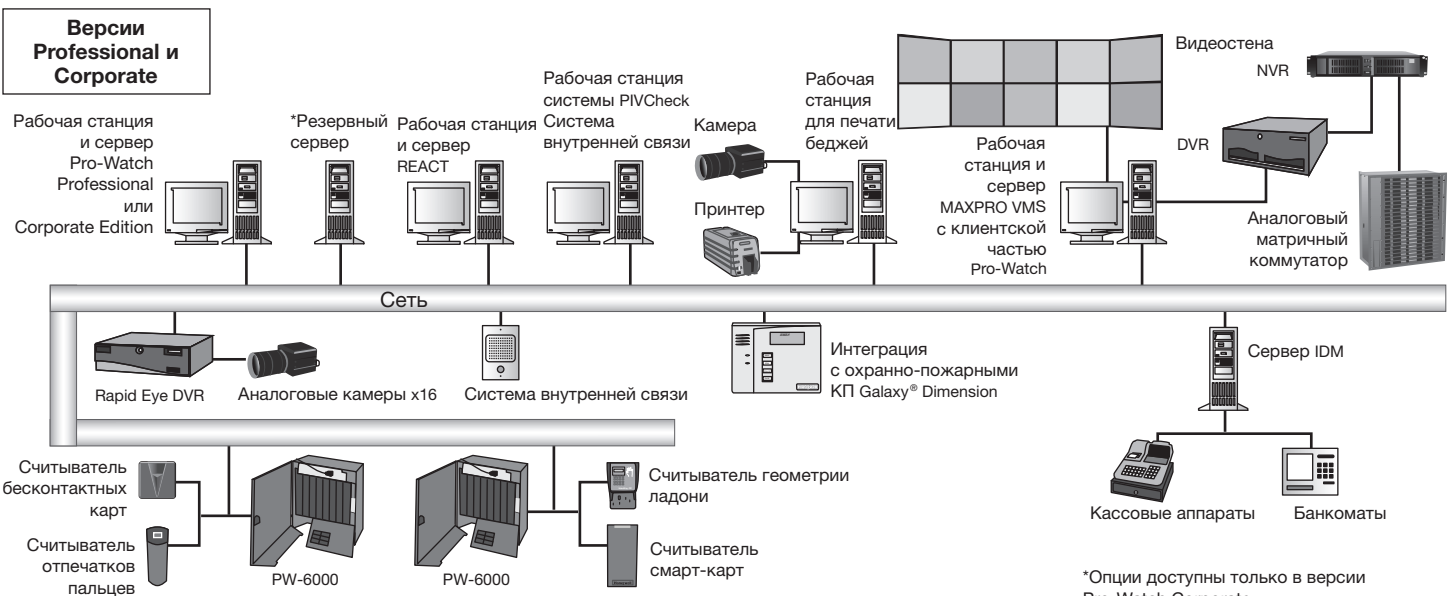 Версии
Professional и
Corporate
Рабочая станция
и сервер
Pro-Watch
Professional
или
Corporate Edition
*Резервный
сервер
Рабочая станция
и сервер
REACT
Рабочая станция
системы PIVCheck
Система
внутренней связи
Камера
Принтер
Рабочая
станция
для печати
беджей
Рабочая
станция и
сервер
MAXPRO VMS
с клиентской
частью
Pro-Watch
Видеостена
NVR
DVR
Аналоговый
матричный
коммутатор
Сеть
Rapid Eye DVR
Аналоговые камеры x16
Система внутренней связи
Интеграция
с охранно-пожарными
КП Galaxy® Dimension
Сервер IDM
Считыватель
бесконтактных
карт
Считыватель
отпечатков
пальцев
PW-6000
PW-6000
Считыватель геометрии
ладони
Считыватель
смарт-карт
Кассовые аппараты
Банкоматы
*Опции доступны только в версии